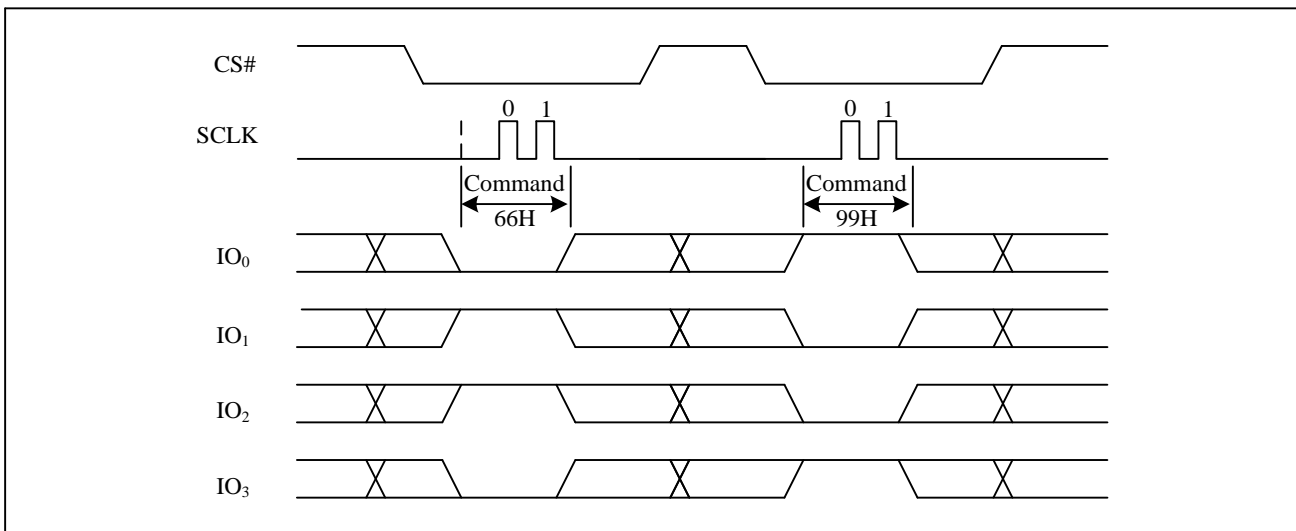 CS#
0 1 0 1
SCLK
Command Command
66H 99H
IO0
IO1
IO2
IO3